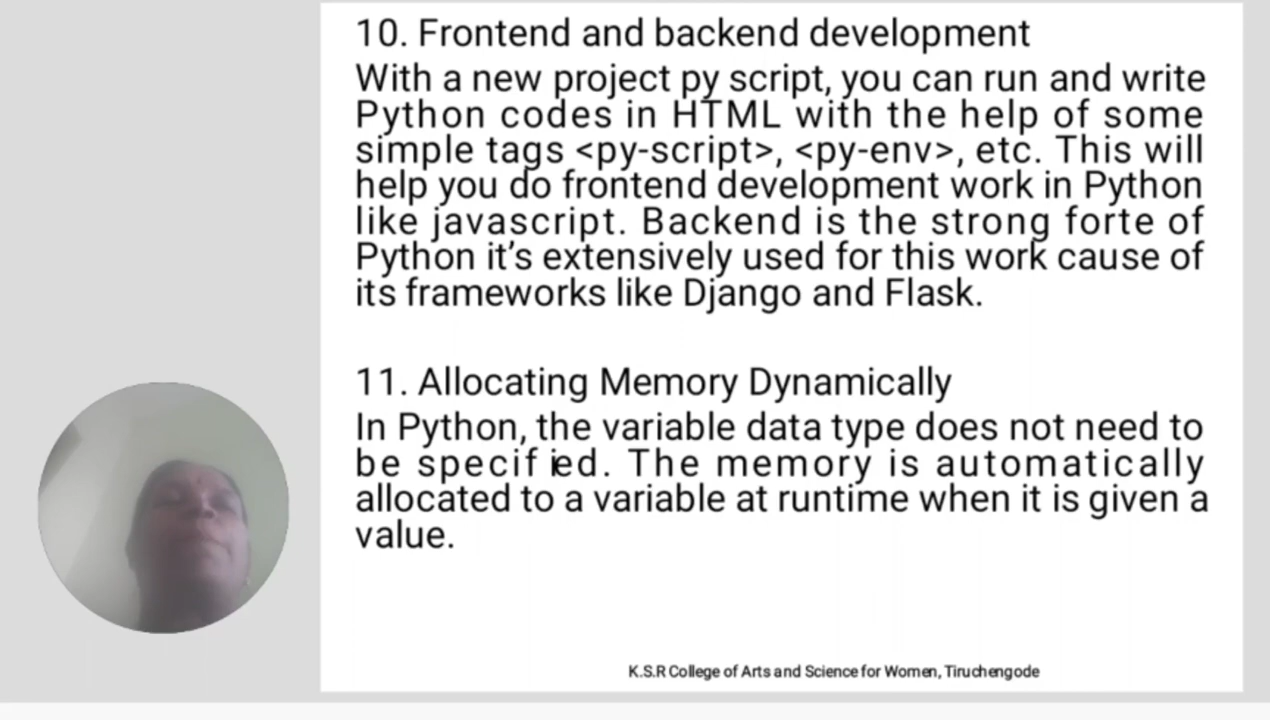 10. Frontend and backend development
With a new project py script, you can run and write
Python codes in HTML with the help of some
simple tags <py-script>, <py-env>, etc. This will
help you do frontend development work in Python
like javascript. Backend is the strong forte of
Python it's extensively used for this work cause of
its frameworks like Django and Flask.
11. Allocating Memory Dynamically
In Python, the variable data type does not need to
be specified. The memory is automatically
allocated to a variable at runtime when it is given a
value.
K.S.R College of Arts and Science for Women, Tiruchengode